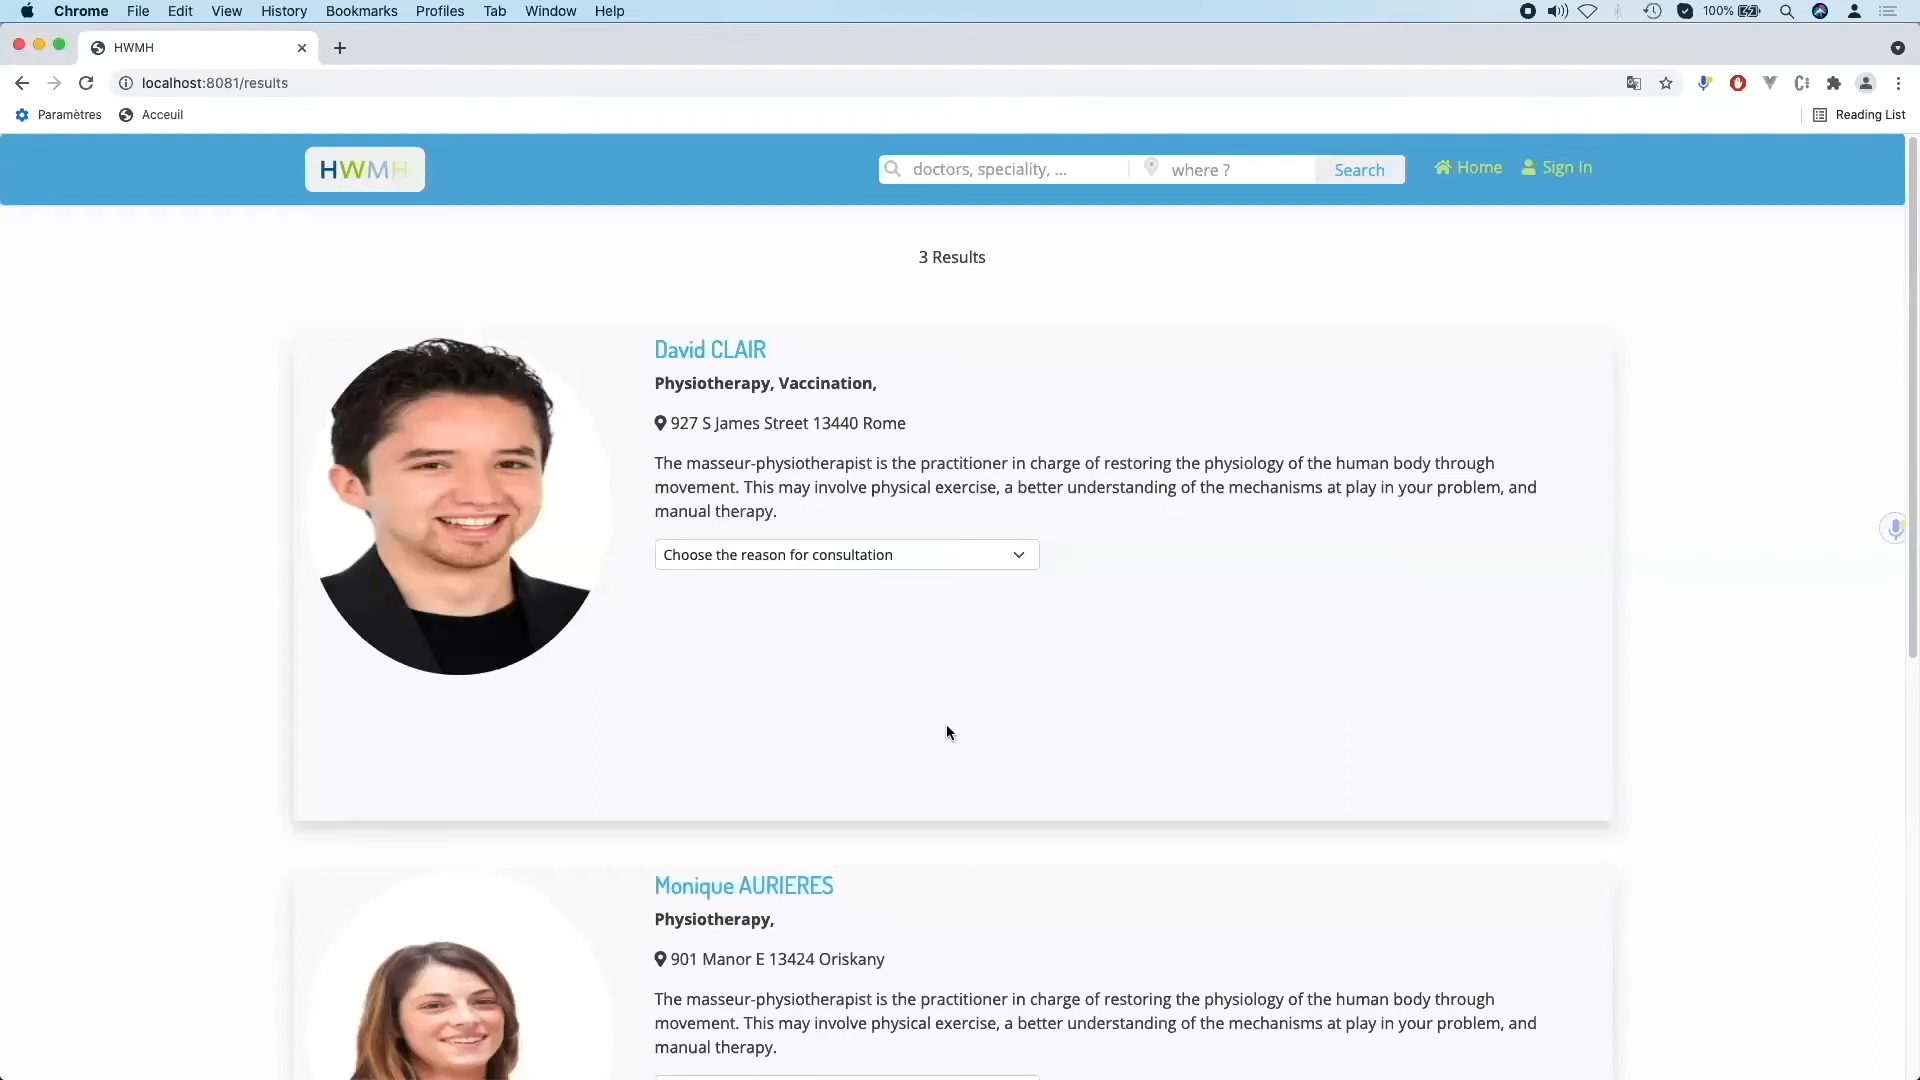 Chrome File Edit View History Bookmarks Profiles Tab Window Help 100%
HWMH
localhost:8081/results
Paramètres Acceuil Reading List
HWMH doctors, speciality, ... where ? Search Home Sign In
3 Results
David CLAIR
Physiotherapy, Vaccination,
927 S James Street 13440 Rome
The masseur-physiotherapist is the practitioner in charge of restoring the physiology of the human body through
movement. This may involve physical exercise, a better understanding of the mechanisms at play in your problem, and
manual therapy.
Choose the reason for consultation
Monique AURIERES
Physiotherapy,
901 Manor E 13424 Oriskany
The masseur-physiotherapist is the practitioner in charge of restoring the physiology of the human body through
movement. This may involve physical exercise, a better understanding of the mechanisms at play in your problem, and
manual therapy.